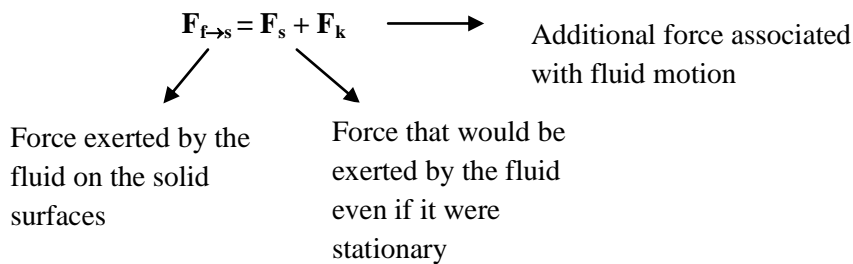 F_f→s = F_s + F_k
Additional force associated
with fluid motion
Force exerted by the
fluid on the solid
surfaces
Force that would be
exerted by the fluid
even if it were
stationary